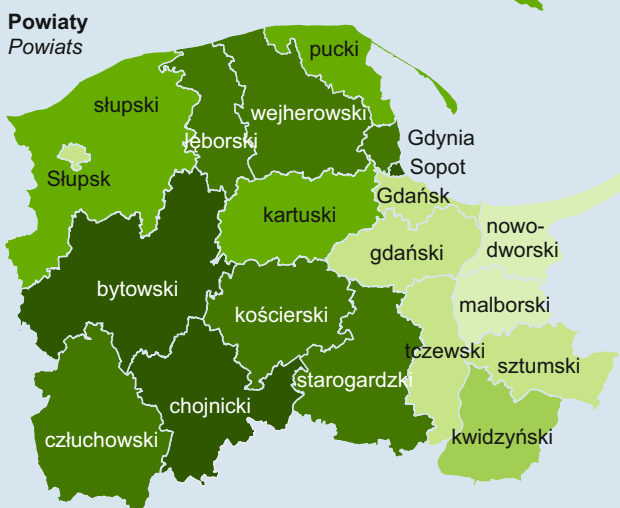 Powiaty
Powiats
pucki
słupski
wejherowski
lęborski
Gdynia
Sopot
Słupsk
Gdańsk
kartuski
nowo-
dworski
gdański
bytowski
malborski
kościerski
tczewski
sztumski
starogardzki
chojnicki
człuchowski
kwidzyński